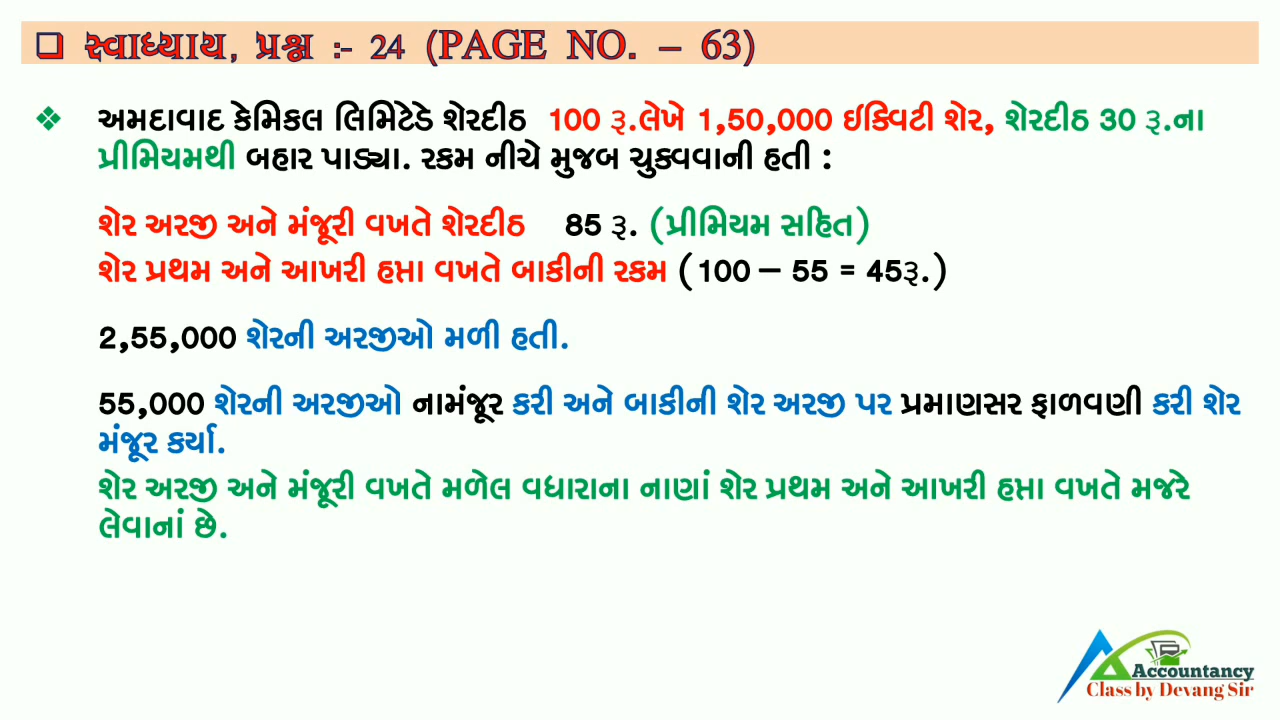 ❑ સ્વાધ્યાય, પ્રશ્ન :- 24 (PAGE NO. – 63)
❖ અમદાવાદ કેમિકલ લિમિટેડે શેરદીઠ 100 રૂ.લેખે 1,50,000 ઈક્વિટી શેર, શેરદીઠ 30 રૂ.ના
પ્રીમિયમથી બહાર પાડ્યા. રકમ નીચે મુજબ ચુક્વવાની હતી :
શેર અરજી અને મંજૂરી વખતે શેરદીઠ 85 રૂ. (પ્રીમિયમ સહિત)
શેર પ્રથમ અને આખરી હપ્તા વખતે બાકીની રકમ (100 – 55 = 45રૂ.)
2,55,000 શેરની અરજીઓ મળી હતી.
55,000 શેરની અરજીઓ નામંજૂર કરી અને બાકીની શેર અરજી પર પ્રમાણસર ફાળવણી કરી શેર
મંજૂર કર્યા.
શેર અરજી અને મંજૂરી વખતે મળેલ વધારાના નાણાં શેર પ્રથમ અને આખરી હપ્તા વખતે મજરે
લેવાનાં છે.
Accountancy
Class by Devang Sir